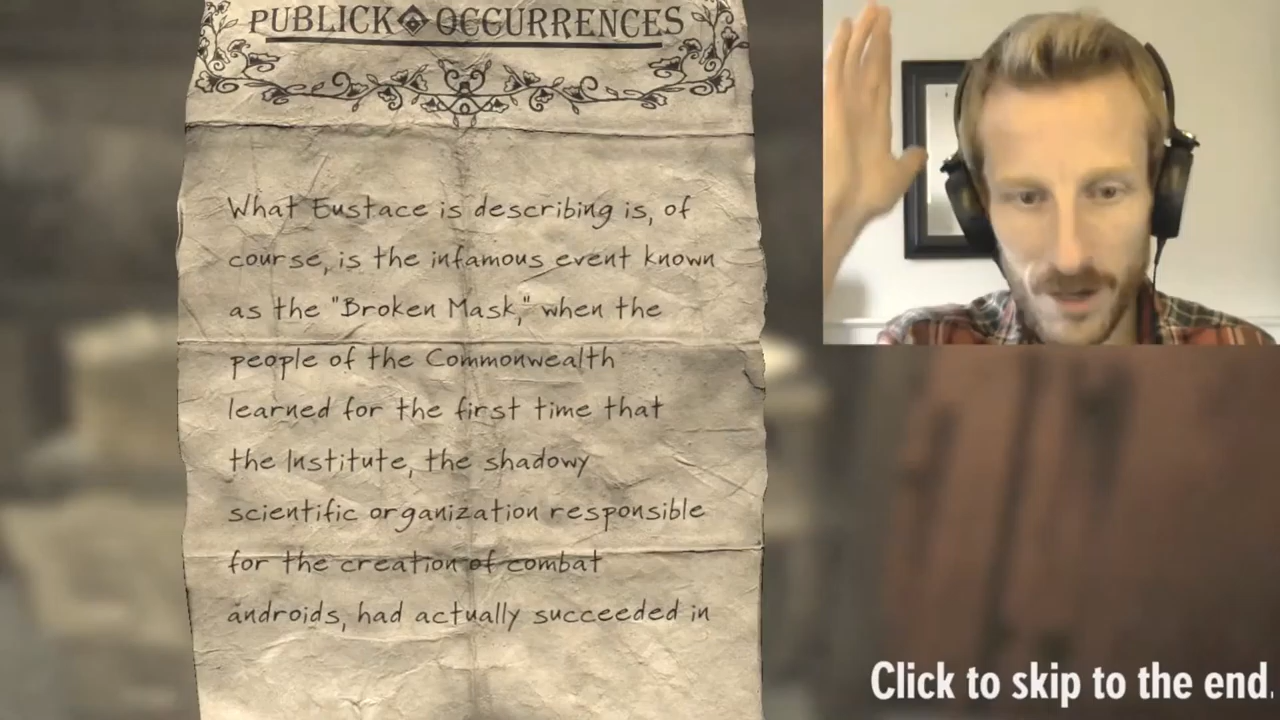 PUBLICK OCCURRENCES
What Eustace is describing is, of
course, is the infamous event known
as the "Broken Mask," when the
people of the Commonwealth
learned for the first time that
the Institute, the shadowy
scientific organization responsible
for the creation of combat
androids, had actually succeeded in
Click to skip to the end.